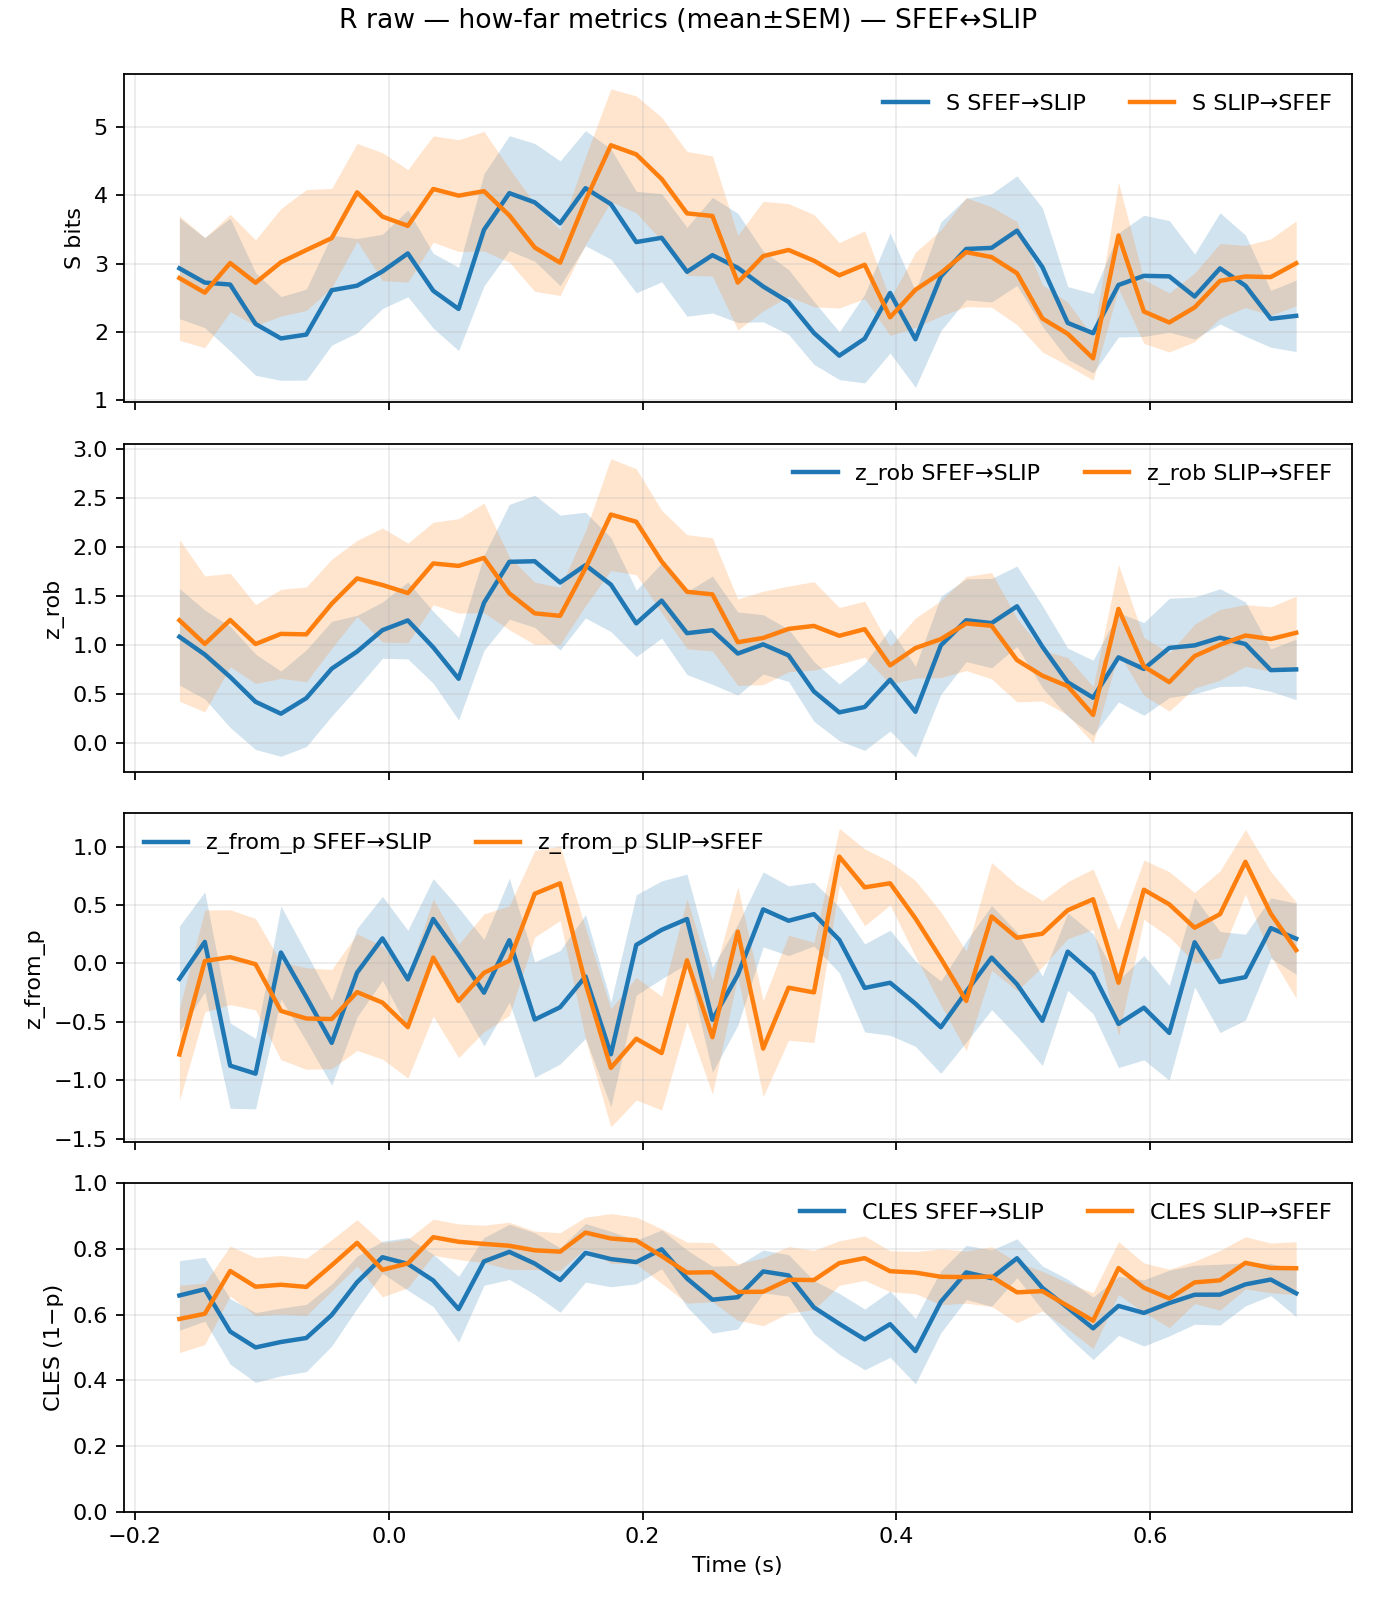 R raw — how-far metrics (mean±SEM) — SFEF↔SLIP
S SFEF→SLIP S SLIP→SFEF
S bits
5
4
3
2
1
z_rob SFEF→SLIP z_rob SLIP→SFEF
z_rob
3.0
2.5
2.0
1.5
1.0
0.5
0.0
z_from_p SFEF→SLIP z_from_p SLIP→SFEF
z_from_p
1.0
0.5
0.0
−0.5
−1.0
−1.5
CLES SFEF→SLIP CLES SLIP→SFEF
CLES (1−p)
1.0
0.8
0.6
0.4
0.2
0.0
−0.2 0.0 0.2 0.4 0.6
Time (s)